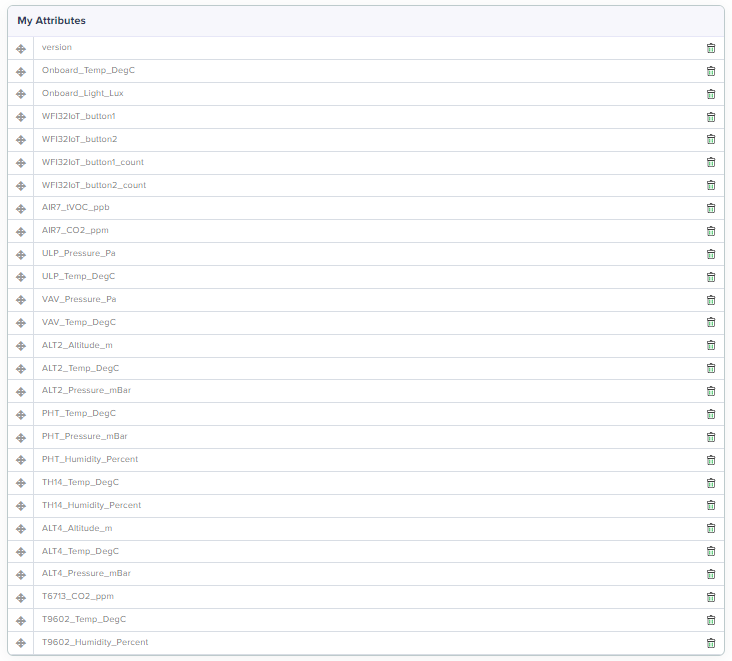 My Attributes
version
Onboard_Temp_DegC
Onboard_Light_Lux
WFI32IoT_button1
WFI32IoT_button2
WFI32IoT_button1_count
WFI32IoT_button2_count
AIR7_tVOC_ppb
AIR7_CO2_ppm
ULP_Pressure_Pa
ULP_Temp_DegC
VAV_Pressure_Pa
VAV_Temp_DegC
ALT2_Altitude_m
ALT2_Temp_DegC
ALT2_Pressure_mBar
PHT_Temp_DegC
PHT_Pressure_mBar
PHT_Humidity_Percent
TH14_Temp_DegC
TH14_Humidity_Percent
ALT4_Altitude_m
ALT4_Temp_DegC
ALT4_Pressure_mBar
T6713_CO2_ppm
T9602_Temp_DegC
T9602_Humidity_Percent